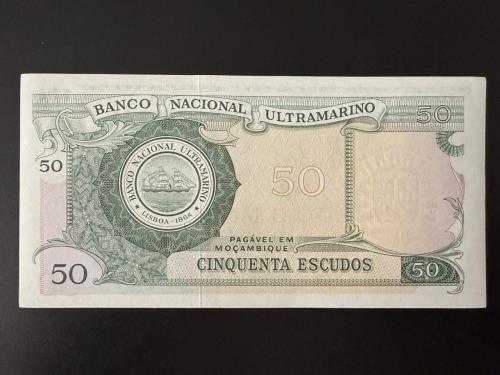 BANCO NACIONAL ULTRAMARINO
50
50
BANCO NACIONAL ULTRAMARINO
LISBOA - 1864
50
PAGÁVEL EM
MOÇAMBIQUE
CINQUENTA ESCUDOS
50
50